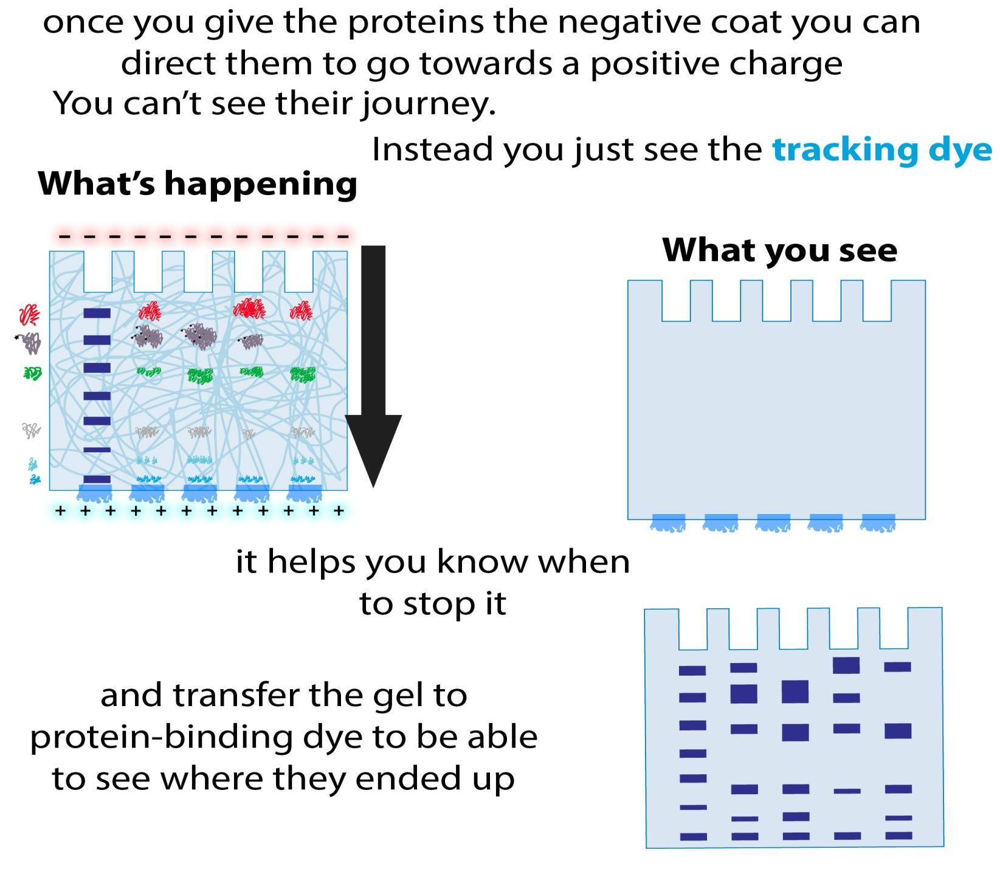 once you give the proteins the negative coat you can
direct them to go towards a positive charge
You can’t see their journey.
Instead you just see the tracking dye
What’s happening
- - - - - - - - - - - -
What you see
+ + + + + + + + + + + +
it helps you know when
to stop it
and transfer the gel to
protein-binding dye to be able
to see where they ended up